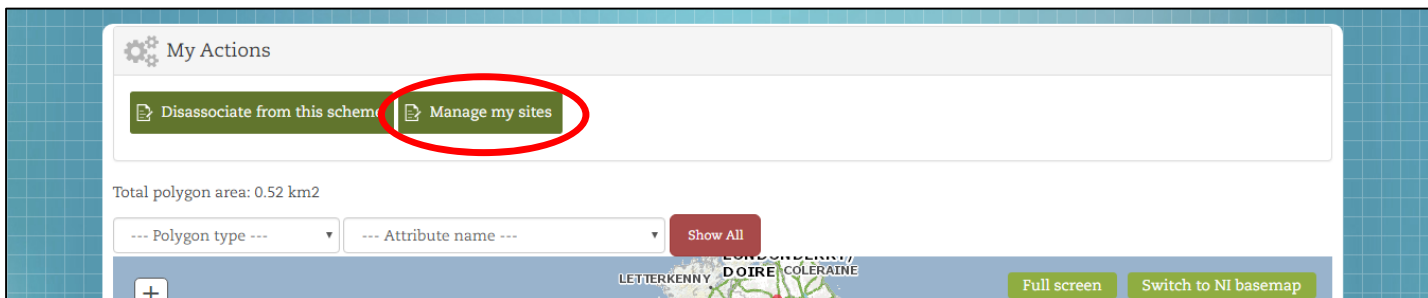 My Actions
Disassociate from this scheme Manage my sites
Total polygon area: 0.52 km2
--- Polygon type --- --- Attribute name --- Show All
LONDONDERRY/
LETTERKENNY DOIRE COLERAINE
+ Full screen Switch to NI basemap